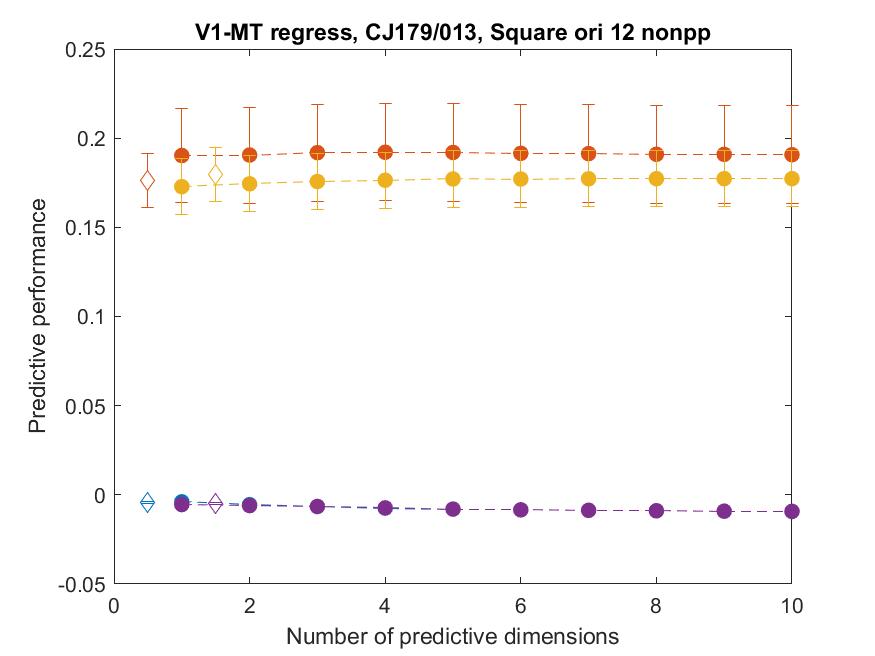 V1-MT regress, CJ179/013, Square ori 12 nonpp
0.25
0.2
0.15
0.1
0.05
0
-0.05
Predictive performance
0 2 4 6 8 10
Number of predictive dimensions